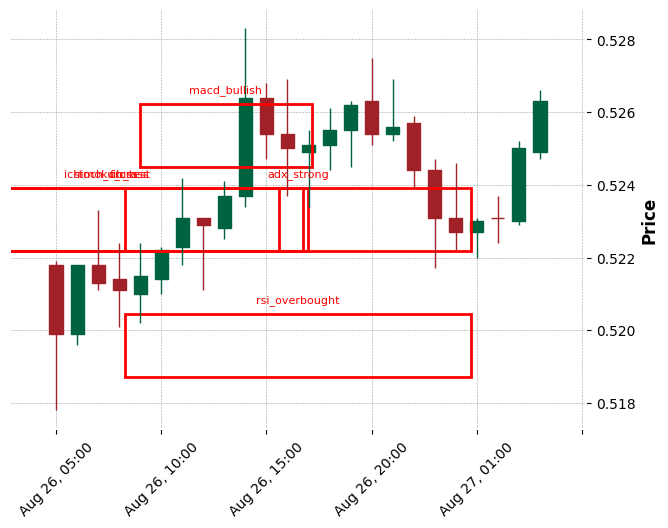 0.528
macd_bullish
0.526
adx_strong
0.524
Price
0.522
rsi_overbought
0.520
0.518
Aug 26, 05:00
Aug 26, 10:00
Aug 26, 15:00
Aug 26, 20:00
Aug 27, 01:00